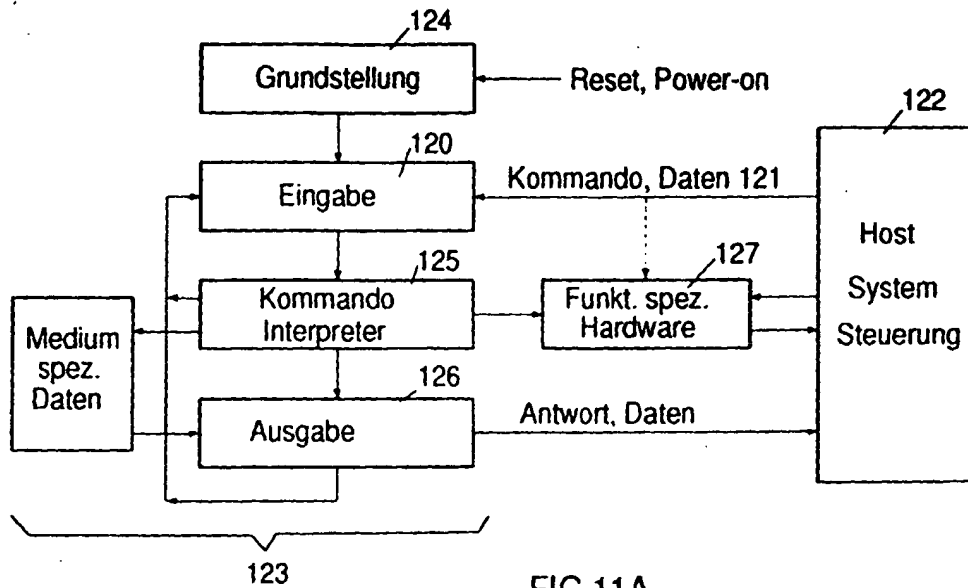 124
Grundstellung
Reset, Power-on
122
120
Eingabe
Kommando, Daten 121
Host
System
Steuerung
125
127
Kommando
Interpreter
Funkt. spez.
Hardware
Medium
spez.
Daten
126
Ausgabe
Antwort, Daten
123
FIG 11A